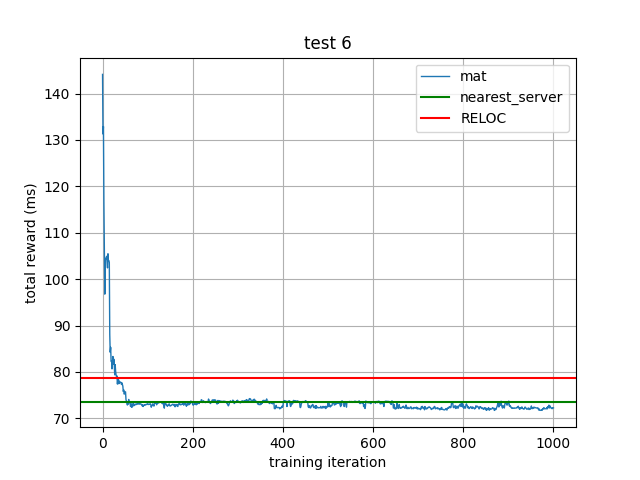 test 6
mat
nearest_server
RELOC
total reward (ms)
140
130
120
110
100
90
80
70
0 200 400 600 800 1000
training iteration